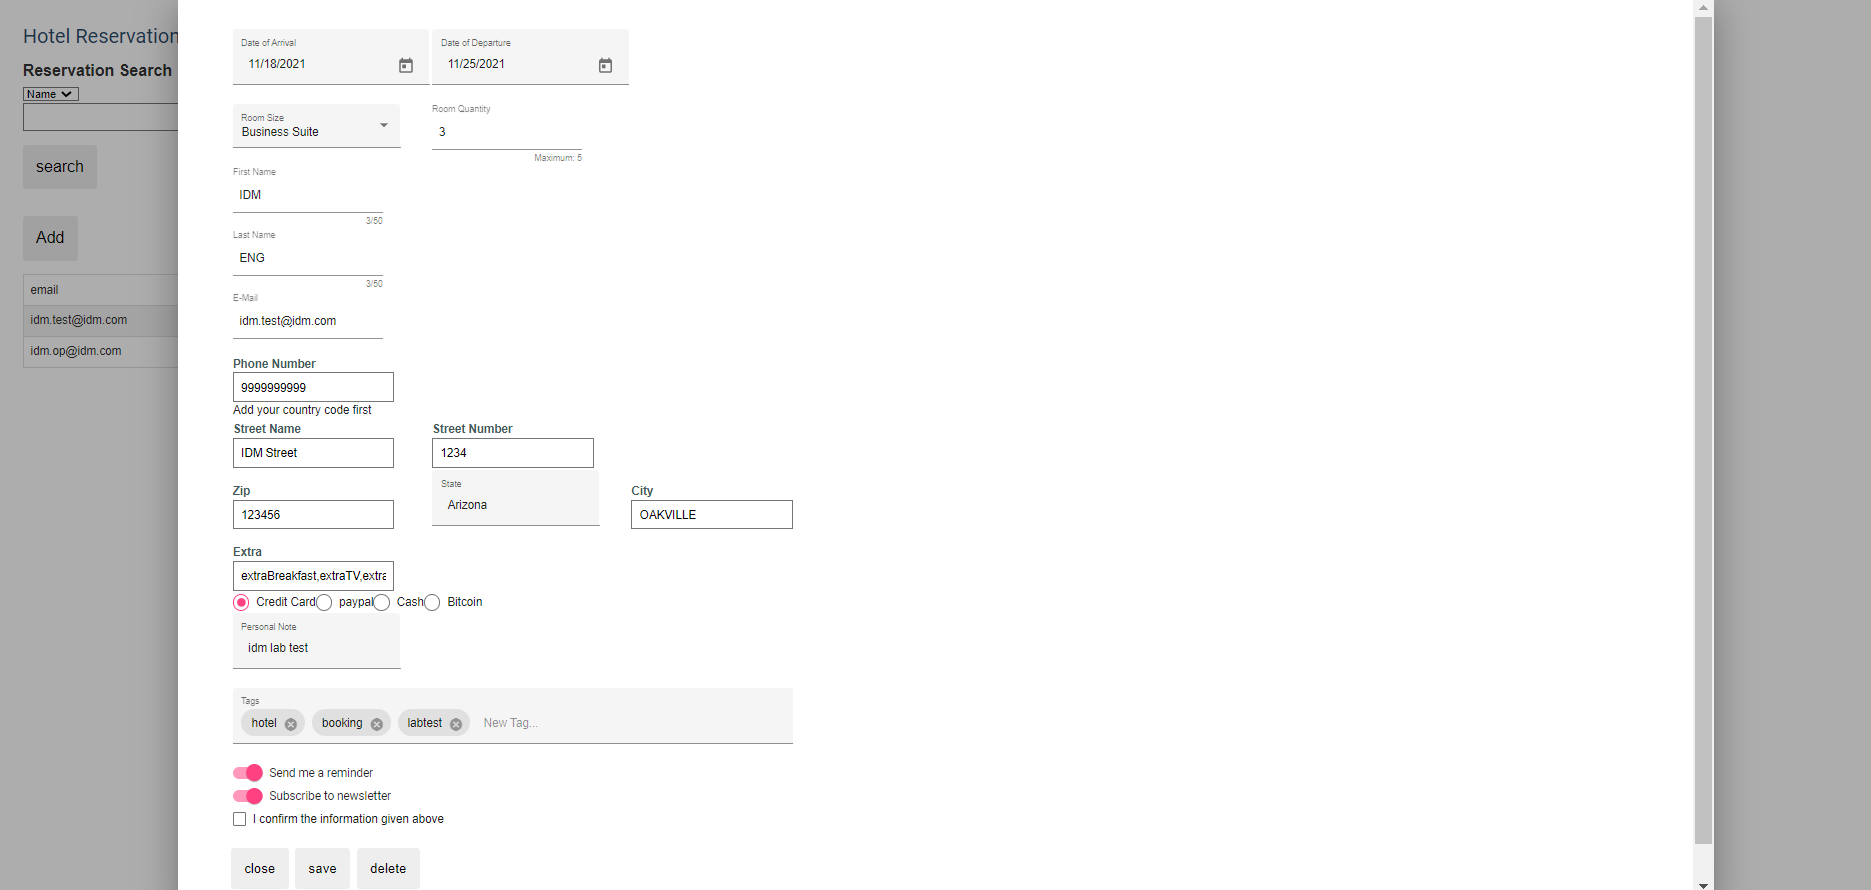 Hotel Reservation
Reservation Search
Name
search
Add
email
idm.test@idm.com
idm.op@idm.com
Date of Arrival
11/18/2021
Date of Departure
11/25/2021
Room Size
Business Suite
Room Quantity
3
Maximum: 5
First Name
IDM
3/50
Last Name
ENG
3/50
E-Mail
idm.test@idm.com
Phone Number
9999999999
Add your country code first
Street Name
IDM Street
Street Number
1234
Zip
123456
State
Arizona
City
OAKVILLE
Extra
extraBreakfast,extraTV,extra
Credit Card paypal Cash Bitcoin
Personal Note
idm lab test
Tags
hotel booking labtest New Tag...
Send me a reminder
Subscribe to newsletter
I confirm the information given above
close save delete